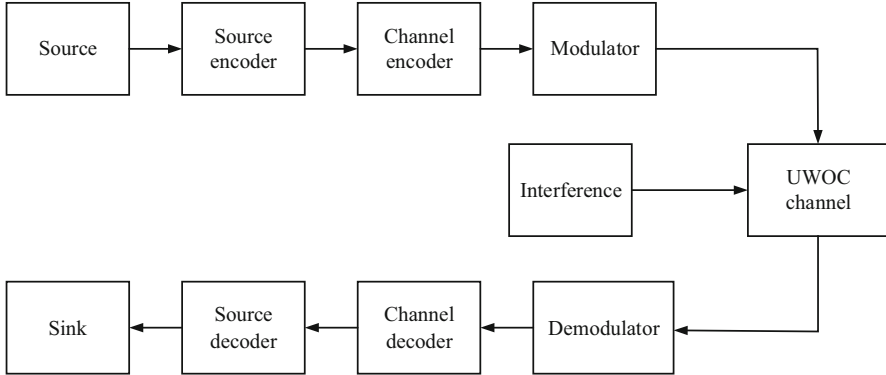 Source
Source
encoder
Channel
encoder
Modulator
Interference
UWOC
channel
Sink
Source
decoder
Channel
decoder
Demodulator